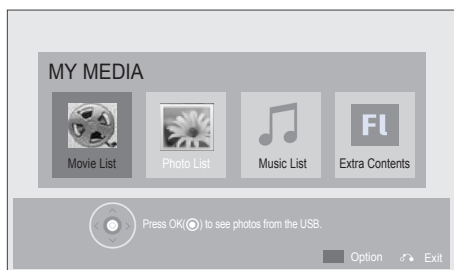 MY MEDIA
Movie List
Photo List
Music List
FL
Extra Contents
Press OK(◉) to see photos from the USB.
Option
Exit